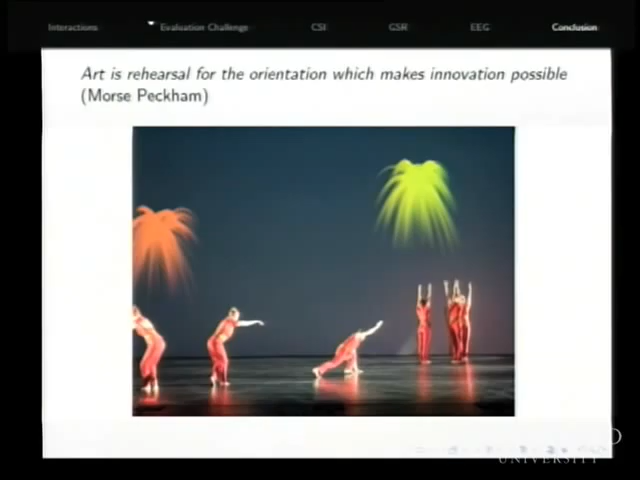 Interactions Evaluation Challenge CSI GSR EEG Conclusion
Art is rehearsal for the orientation which makes innovation possible
(Morse Peckham)
UNIVERSITY